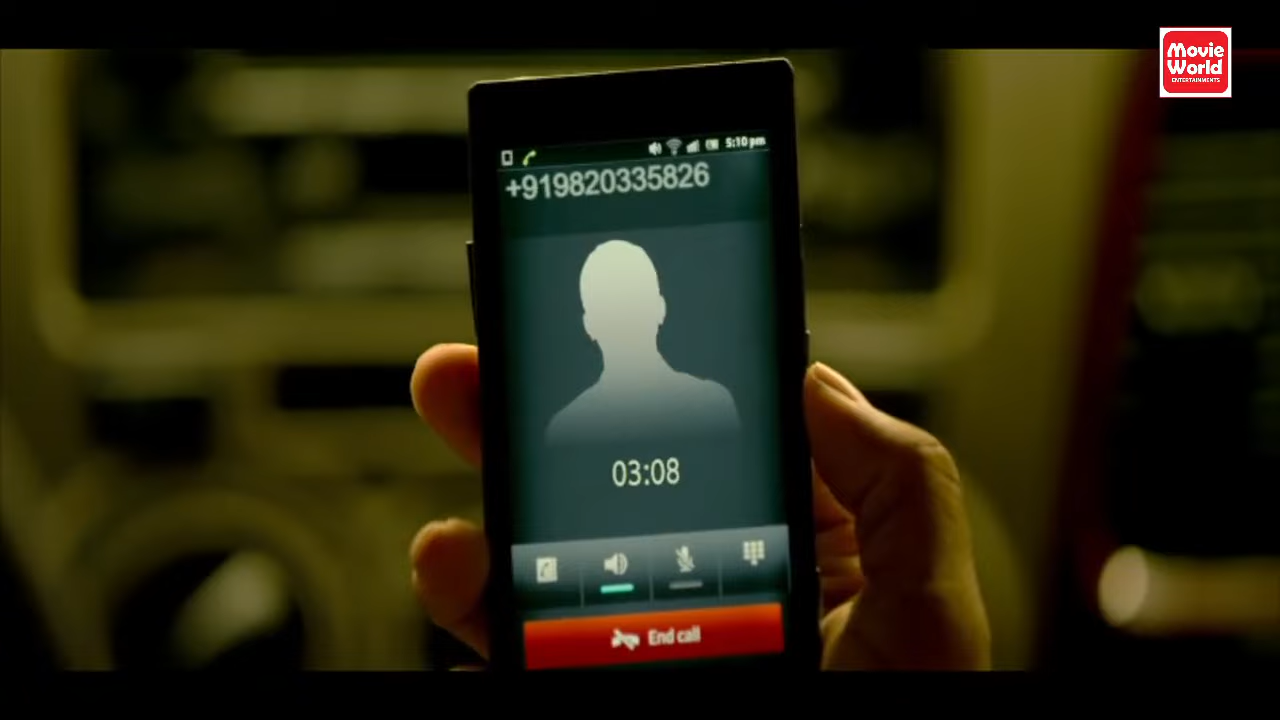 Movie
World
ENTERTAINMENTS
5:10 pm
+919820335826
03:08
End call